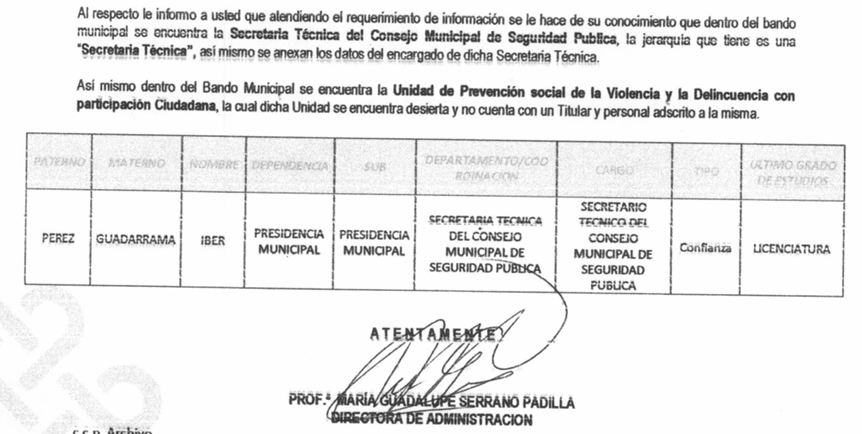 Al respecto le informo a usted que atendiendo el requerimiento de información se le hace de su conocimiento que dentro del bando
municipal se encuentra la Secretaria Técnica del Consejo Municipal de Seguridad Publica, la jerarquía que tiene es una
"Secretaria Técnica", así mismo se anexan los datos del encargado de dicha Secretaria Técnica.
Así mismo dentro del Bando Municipal se encuentra la Unidad de Prevención social de la Violencia y la Delincuencia con
participación Ciudadana, la cual dicha Unidad se encuentra desierta y no cuenta con un Titular y personal adscrito a la misma.
PATERNO MATERNO NOMBRE DEPENDENCIA SUB DEPARTAMENTO/COO
RDINACION CARGO TIPO ULTIMO GRADO
DE ESTUDIOS
PEREZ GUADARRAMA IBER PRESIDENCIA
MUNICIPAL PRESIDENCIA
MUNICIPAL SECRETARIA TECNICA
DEL CONSEJO
MUNICIPAL DE
SEGURIDAD PUBLICA SECRETARIO
TECNICO DEL
CONSEJO
MUNICIPAL DE
SEGURIDAD
PUBLICA Confianza LICENCIATURA
ATENTAMENTE
PROF.ª MARÍA GUADALUPE SERRANO PADILLA
DIRECTORA DE ADMINISTRACION
c.c.p. Archivo